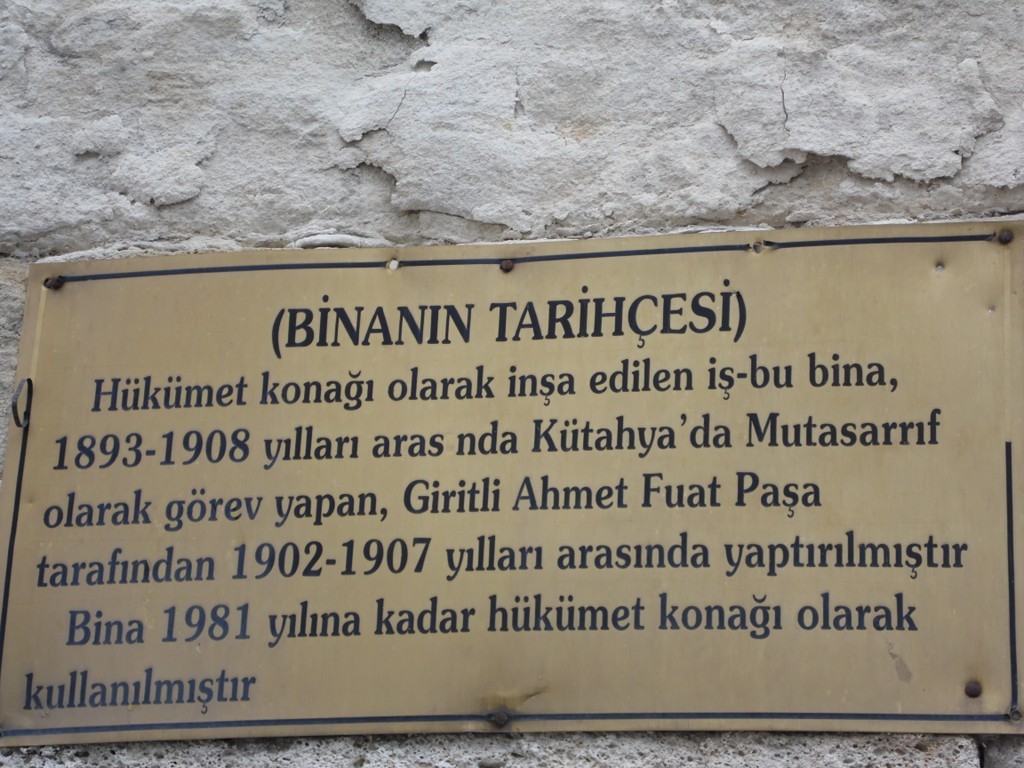 (BİNANIN TARİHÇESİ)
Hükümet konağı olarak inşa edilen iş-bu bina,
1893-1908 yılları aras nda Kütahya'da Mutasarrıf
olarak görev yapan, Giritli Ahmet Fuat Paşa
tarafından 1902-1907 yılları arasında yaptırılmıştır
Bina 1981 yılına kadar hükümet konağı olarak
kullanılmıştır